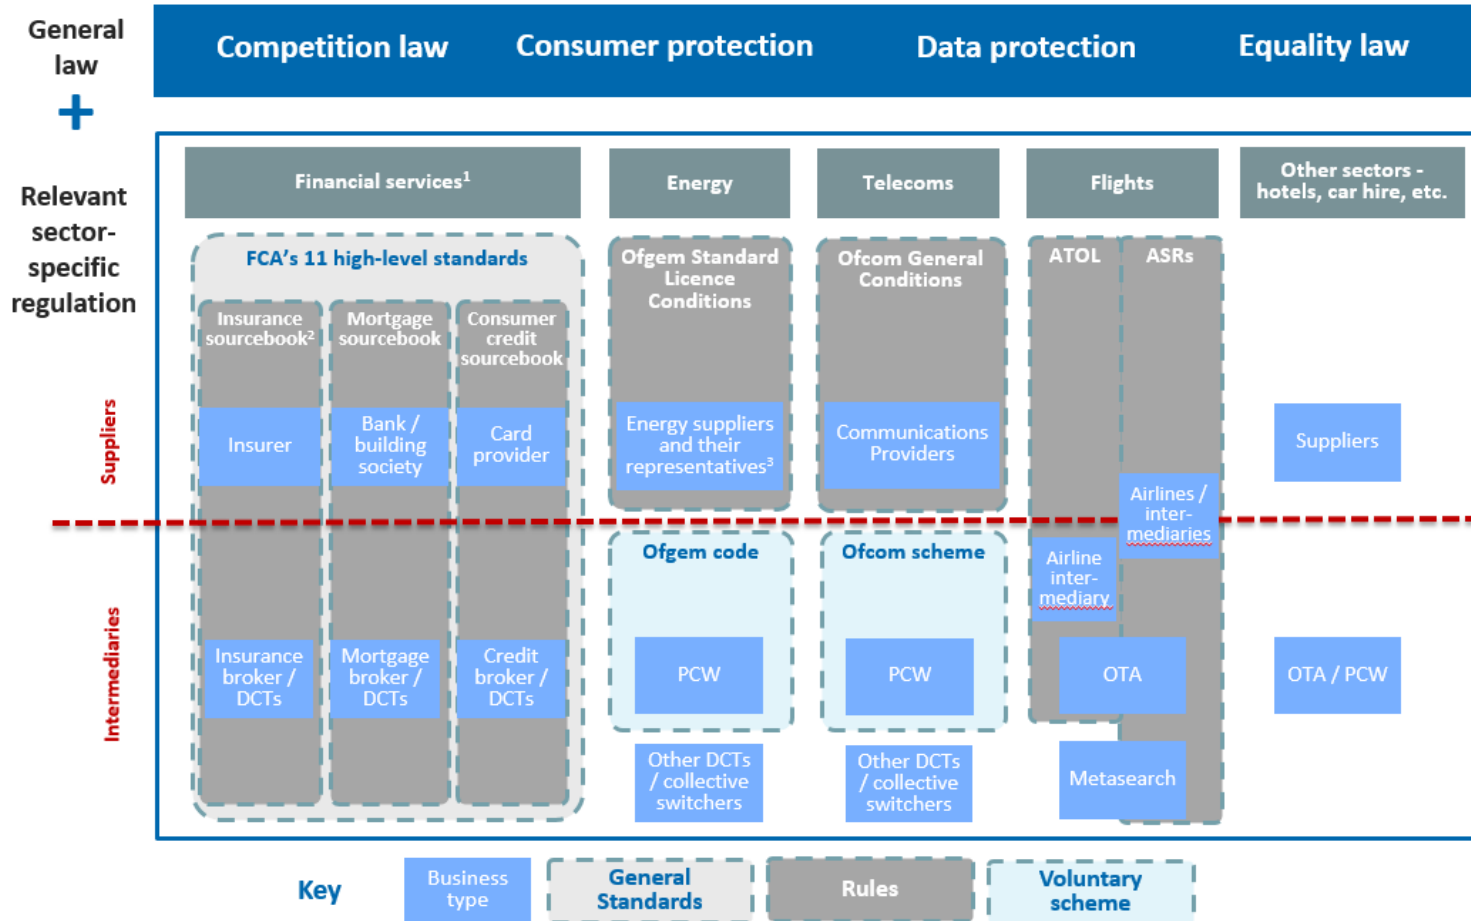 General
law
+
Competition law
Consumer protection
Data protection
Equality law
Relevant
sector-
specific
regulation
Financial services1
Energy
Telecoms
Flights
Other sectors -
hotels, car hire, etc.
FCA's 11 high-level standards
Insurance
sourcebook2
Mortgage
sourcebook
Consumer
credit
sourcebook
Ofgem Standard
Licence
Conditions
Ofcom General
Conditions
ATOL
ASRs
Suppliers
Insurer
Bank /
building
society
Card
provider
Energy suppliers
and their
representatives3
Communications
Providers
Airlines /
inter-
mediaries
Suppliers
Intermediaries
Ofgem code
Ofcom scheme
Airline
inter-
mediary
Insurance
broker /
DCTs
Mortgage
broker /
DCTs
Credit
broker /
DCTs
PCW
PCW
OTA
OTA / PCW
Other DCTs
/ collective
switchers
Other DCTs
/ collective
switchers
Metasearch
Key
Business
type
General
Standards
Rules
Voluntary
scheme